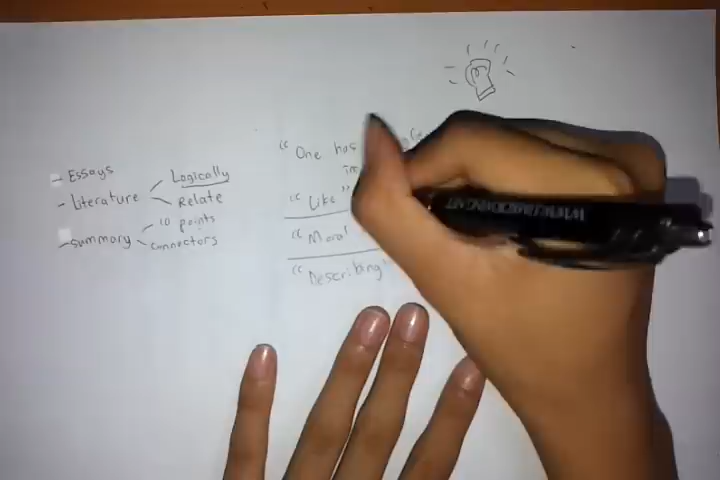 - Essays
- Literature
Logically
Relate
- Summary
10 points
connectors
" One has
" Like "
" Moral
" Describing "